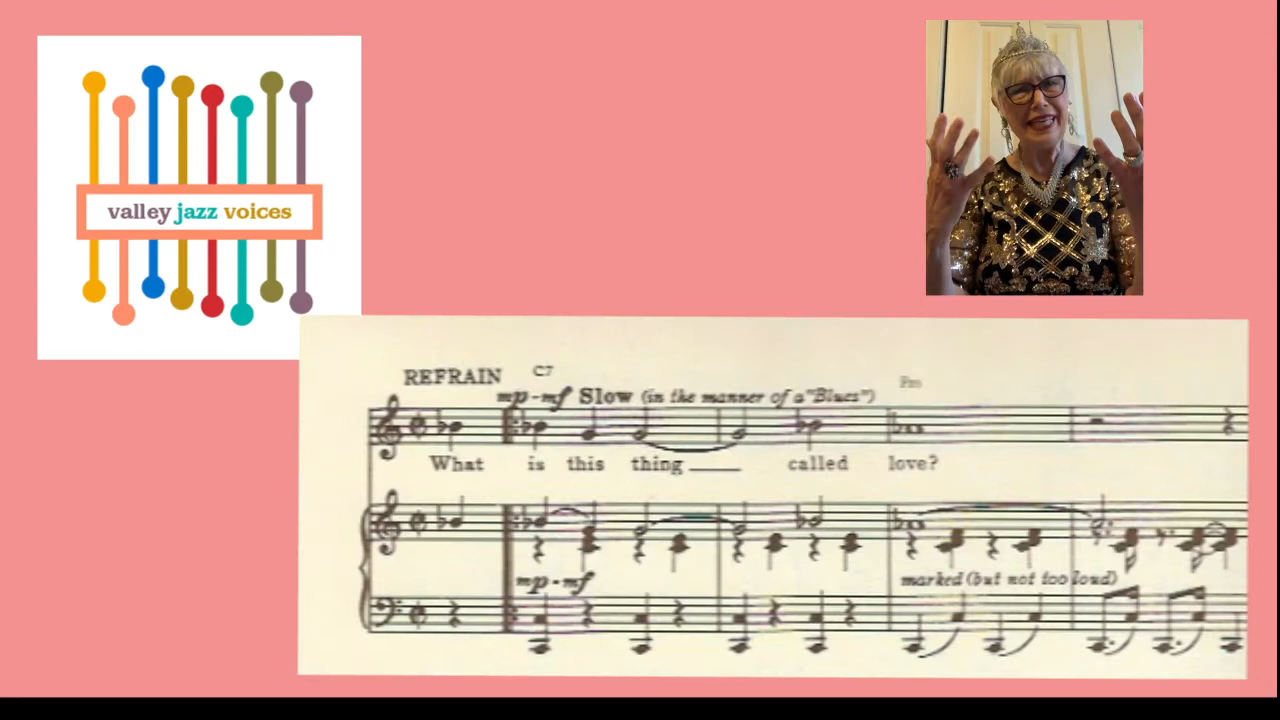 valley jazz voices
REFRAIN
C7
mp-mf Slow (in the manner of a "Blues")
Fm
What is this thing called love?
mp-mf
marked (but not too loud)